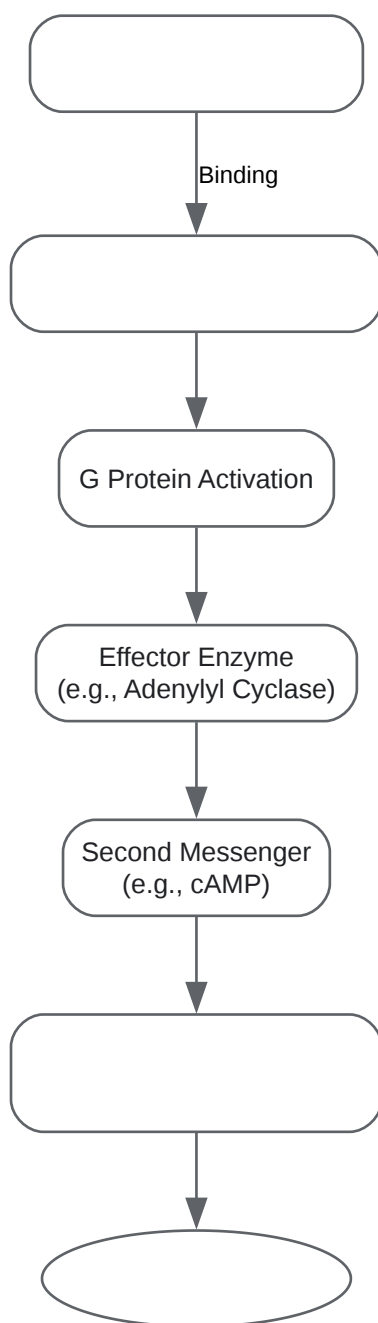 Binding
G Protein Activation
Effector Enzyme
(e.g., Adenylyl Cyclase)
Second Messenger
(e.g., cAMP)